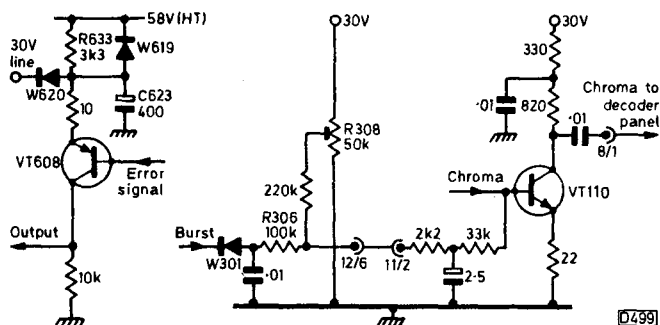 58V(HT)
30V
line
R633
3k3
W619
W620
C623
400
10
VT608
Error
signal
Output
10k
30V
R308
50k
220k
R306
100k
Burst
W301
·01
12/6
11/2
2k2
33k
2·5
Chroma
30V
330
·01
820
·01
8/1
Chroma to
decoder
panel
VT110
22
D499